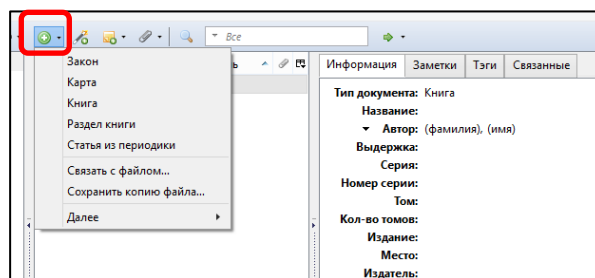 Все
ь
Информация Заметки Тэги Связанные
Закон
Карта
Книга
Раздел книги
Статья из периодики
Связать с файлом...
Сохранить копию файла...
Далее
Тип документа: Книга
Название:
Автор: (фамилия), (имя)
Выдержка:
Серия:
Номер серии:
Том:
Кол-во томов:
Издание:
Место:
Издатель: